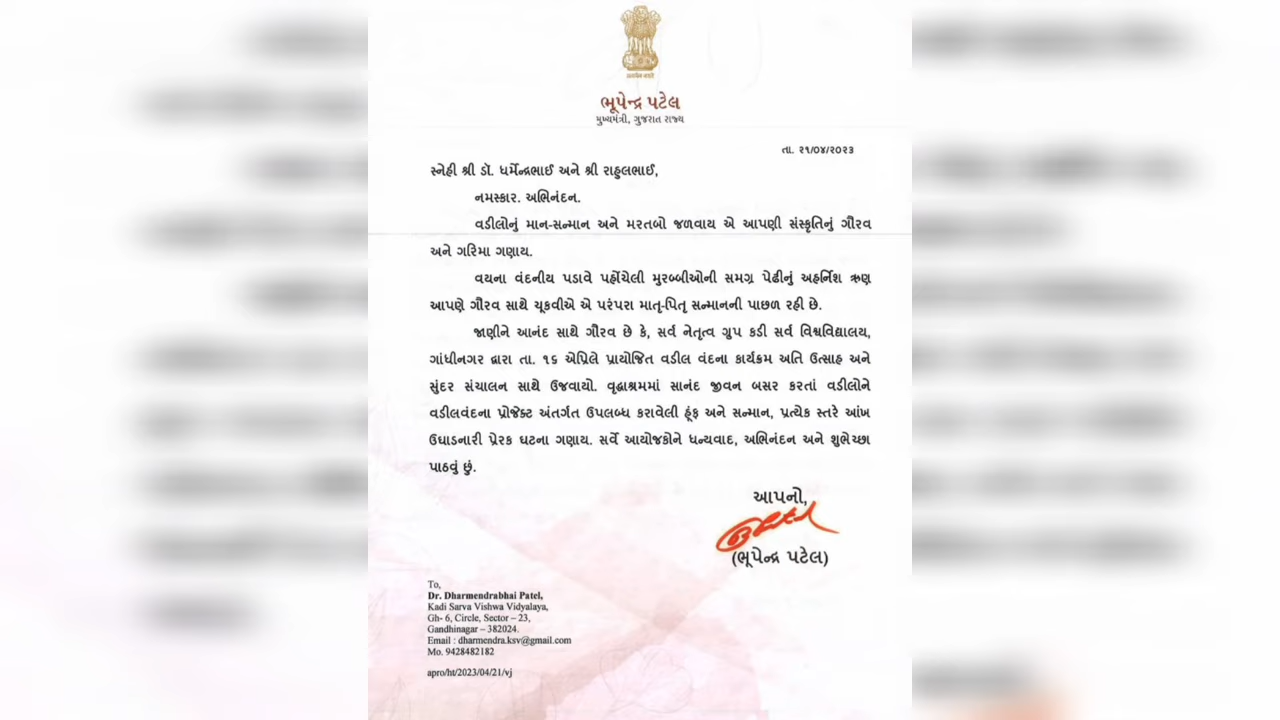 ભૂપેન્દ્ર પટેલ
મુખ્યમંત્રી, ગુજરાત રાજ્ય
તા. ૨૧/૦૪/૨૦૨૩
સ્નેહી શ્રી ડૉ. ધર્મેન્દ્રભાઈ અને શ્રી રાહુલભાઈ,
નમસ્કાર. અભિનંદન.
વડીલોનું માન-સન્માન અને મરતબો જળવાય એ આપણી સંસ્કૃતિનું ગૌરવ
અને ગરિમા ગણાય.
વયના વંદનીય પડાવે પહોંચેલી મુરબ્બીઓની સમગ્ર પેઢીનું અહર્નિશ ઋણ
આપણે ગૌરવ સાથે ચૂકવીએ એ પરંપરા માતૃ-પિતૃ સન્માનની પાછળ રહી છે.
જાણીને આનંદ સાથે ગૌરવ છે કે, સર્વ નેતૃત્વ ગ્રુપ કડી સર્વ વિશ્વવિદ્યાલય,
ગાંધીનગર દ્વારા તા. ૧૬ એપ્રિલે પ્રાયોજિત વડીલ વંદના કાર્યક્રમ અતિ ઉત્સાહ અને
સુંદર સંચાલન સાથે ઉજવાયો. વૃદ્ધાશ્રમમાં સાનંદ જીવન બસર કરતાં વડીલોને
વડીલવંદના પ્રોજેક્ટ અંતર્ગત ઉપલબ્ધ કરાવેલી હૂંફ અને સન્માન, પ્રત્યેક સ્તરે આંખ
ઉઘાડનારી પ્રેરક ઘટના ગણાય. સર્વે આયોજકોને ધન્યવાદ, અભિનંદન અને શુભેચ્છા
પાઠવું છું.
આપનો,
(ભૂપેન્દ્ર પટેલ)
To,
Dr. Dharmendrabhai Patel,
Kadi Sarva Vishwa Vidyalaya,
Gh- 6, Circle, Sector – 23,
Gandhinagar – 382024.
Email : dharmendra.ksv@gmail.com
Mo. 9428482182
apro/ht/2023/04/21/vj